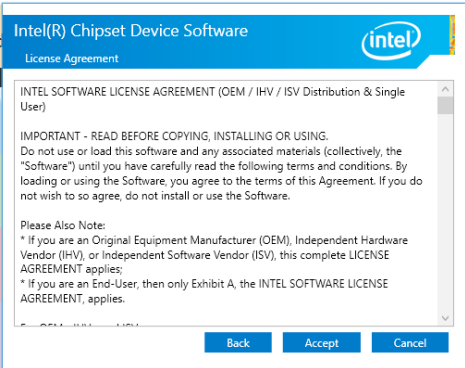 Intel(R) Chipset Device Software
License Agreement
intel
INTEL SOFTWARE LICENSE AGREEMENT (OEM / IHV / ISV Distribution & Single
User)
IMPORTANT - READ BEFORE COPYING, INSTALLING OR USING.
Do not use or load this software and any associated materials (collectively, the
"Software") until you have carefully read the following terms and conditions. By
loading or using the Software, you agree to the terms of this Agreement. If you do
not wish to so agree, do not install or use the Software.
Please Also Note:
* If you are an Original Equipment Manufacturer (OEM), Independent Hardware
Vendor (IHV), or Independent Software Vendor (ISV), this complete LICENSE
AGREEMENT applies;
* If you are an End-User, then only Exhibit A, the INTEL SOFTWARE LICENSE
AGREEMENT, applies.
Back
Accept
Cancel